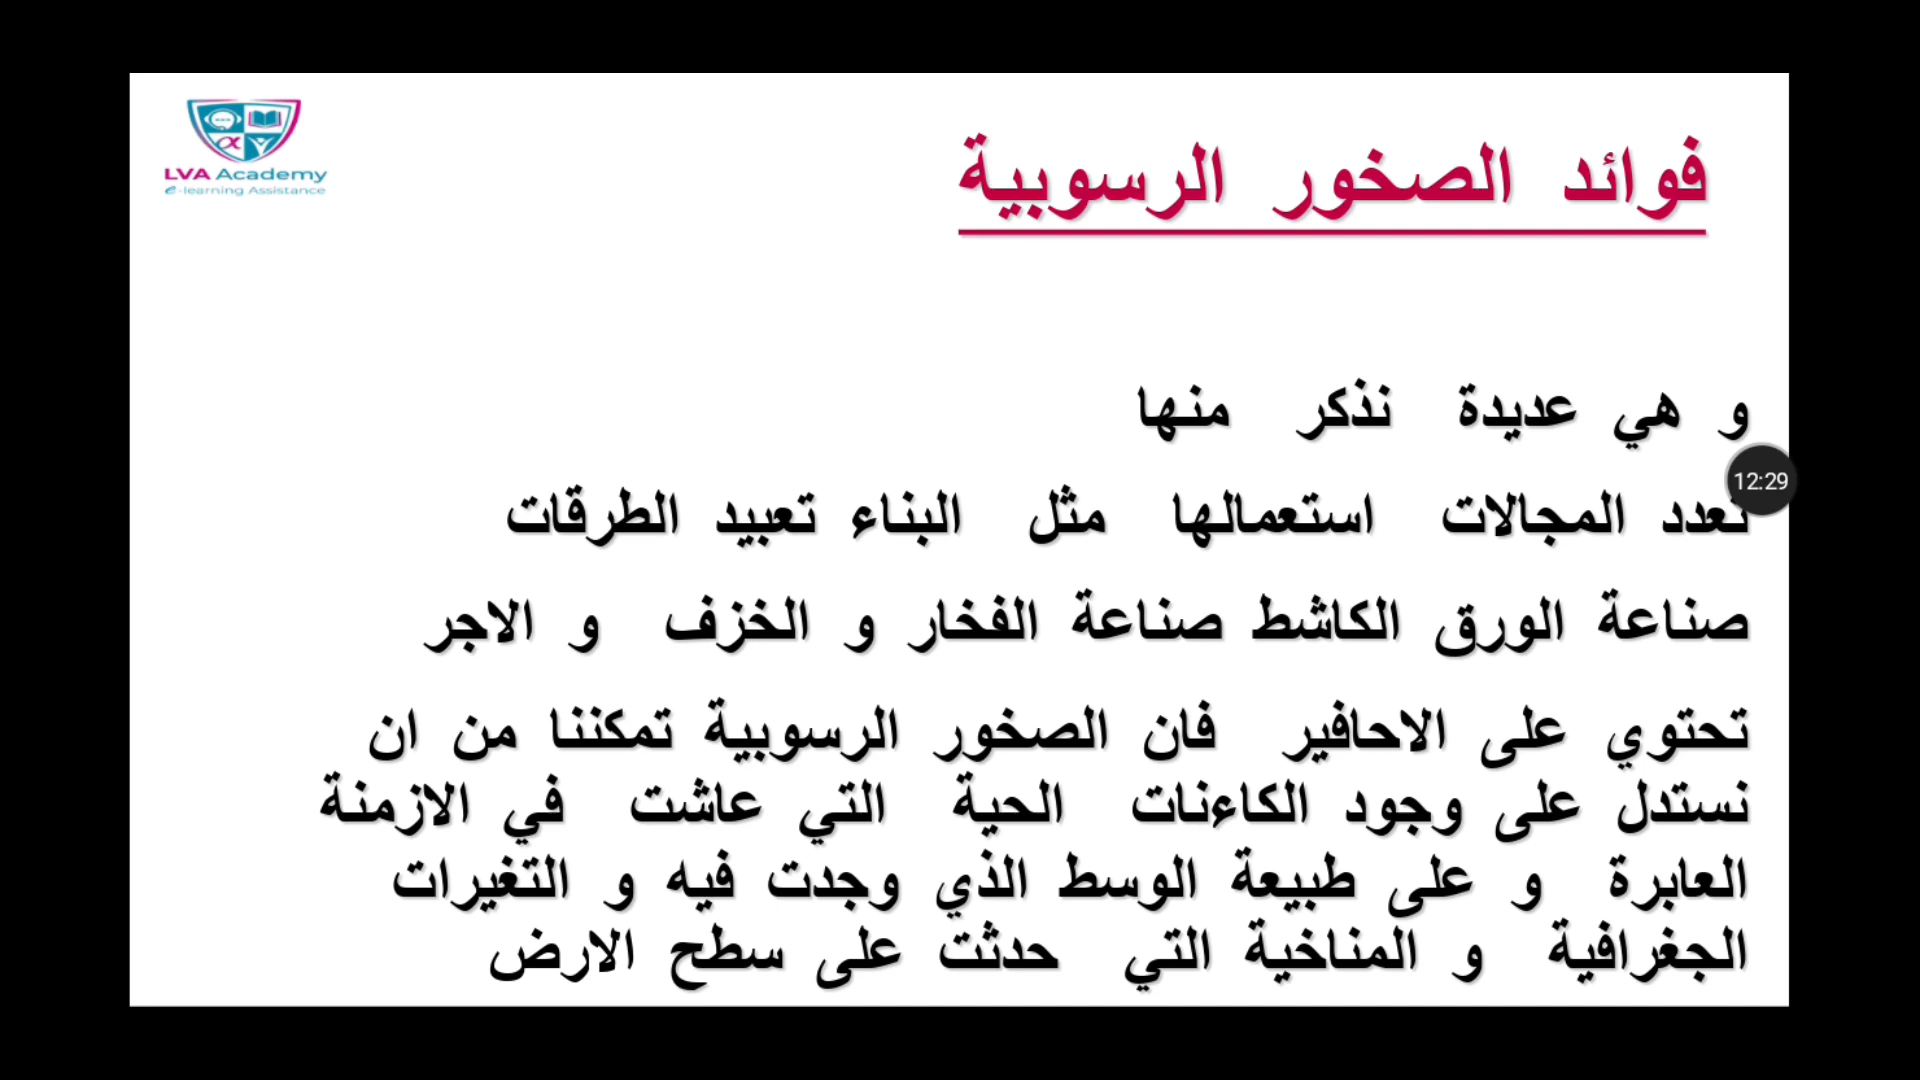 LVA Academy
e-learning Assistance
فوائد الصخور الرسوبية
و هي عديدة نذكر منها
12:29
تعدد المجالات استعمالها مثل البناء تعبيد الطرقات
صناعة الورق الكاشط صناعة الفخار و الخزف و الاجر
تحتوي على الاحافير فان الصخور الرسوبية تمكننا من ان
نستدل على وجود الكاءنات الحية التي عاشت في الازمنة
العابرة و على طبيعة الوسط الذي وجدت فيه و التغيرات
الجغرافية و المناخية التي حدثت على سطح الارض